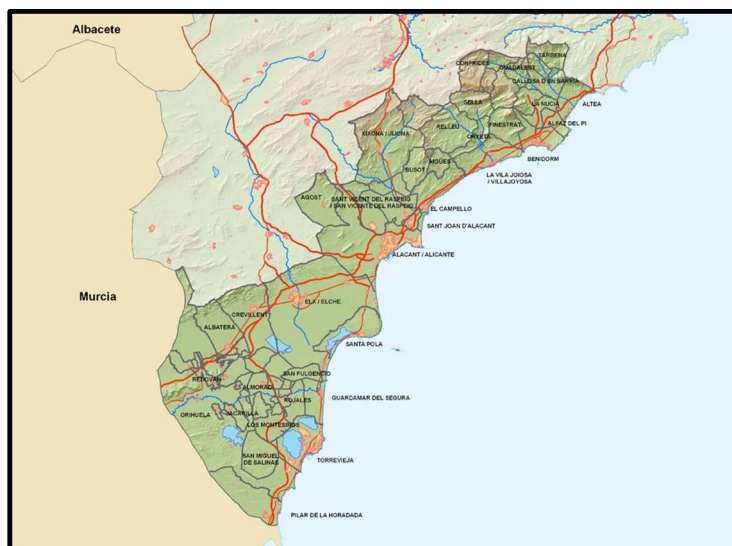 Albacete
TÀRBENA
CONFRIDES
GUADALEST
CALLOSA D'EN SARRIÀ
SELLA
LA NUCIA
ALTEA
XIXONA / JIJONA
RELLEU
FINESTRAT
ALFAZ DEL PI
ORXETA
AIGÜES
BENIDORM
BUSOT
LA VILA JOIOSA
/ VILLAJOYOSA
AGOST
SANT VICENT DEL RASPEIG
/ SAN VICENTE DEL RASPEIG
EL CAMPELLO
SANT JOAN D'ALACANT
ALACANT / ALICANTE
Murcia
ELX / ELCHE
CREVILLENT
ALBATERA
SANTA POLA
SAN FULGENCIO
REDOVÁN
ALMORADÍ
GUARDAMAR DEL SEGURA
ROJALES
ORIHUELA
JACARILLA
LOS MONTESINOS
SAN MIGUEL
DE SALINAS
TORREVIEJA
PILAR DE LA HORADADA